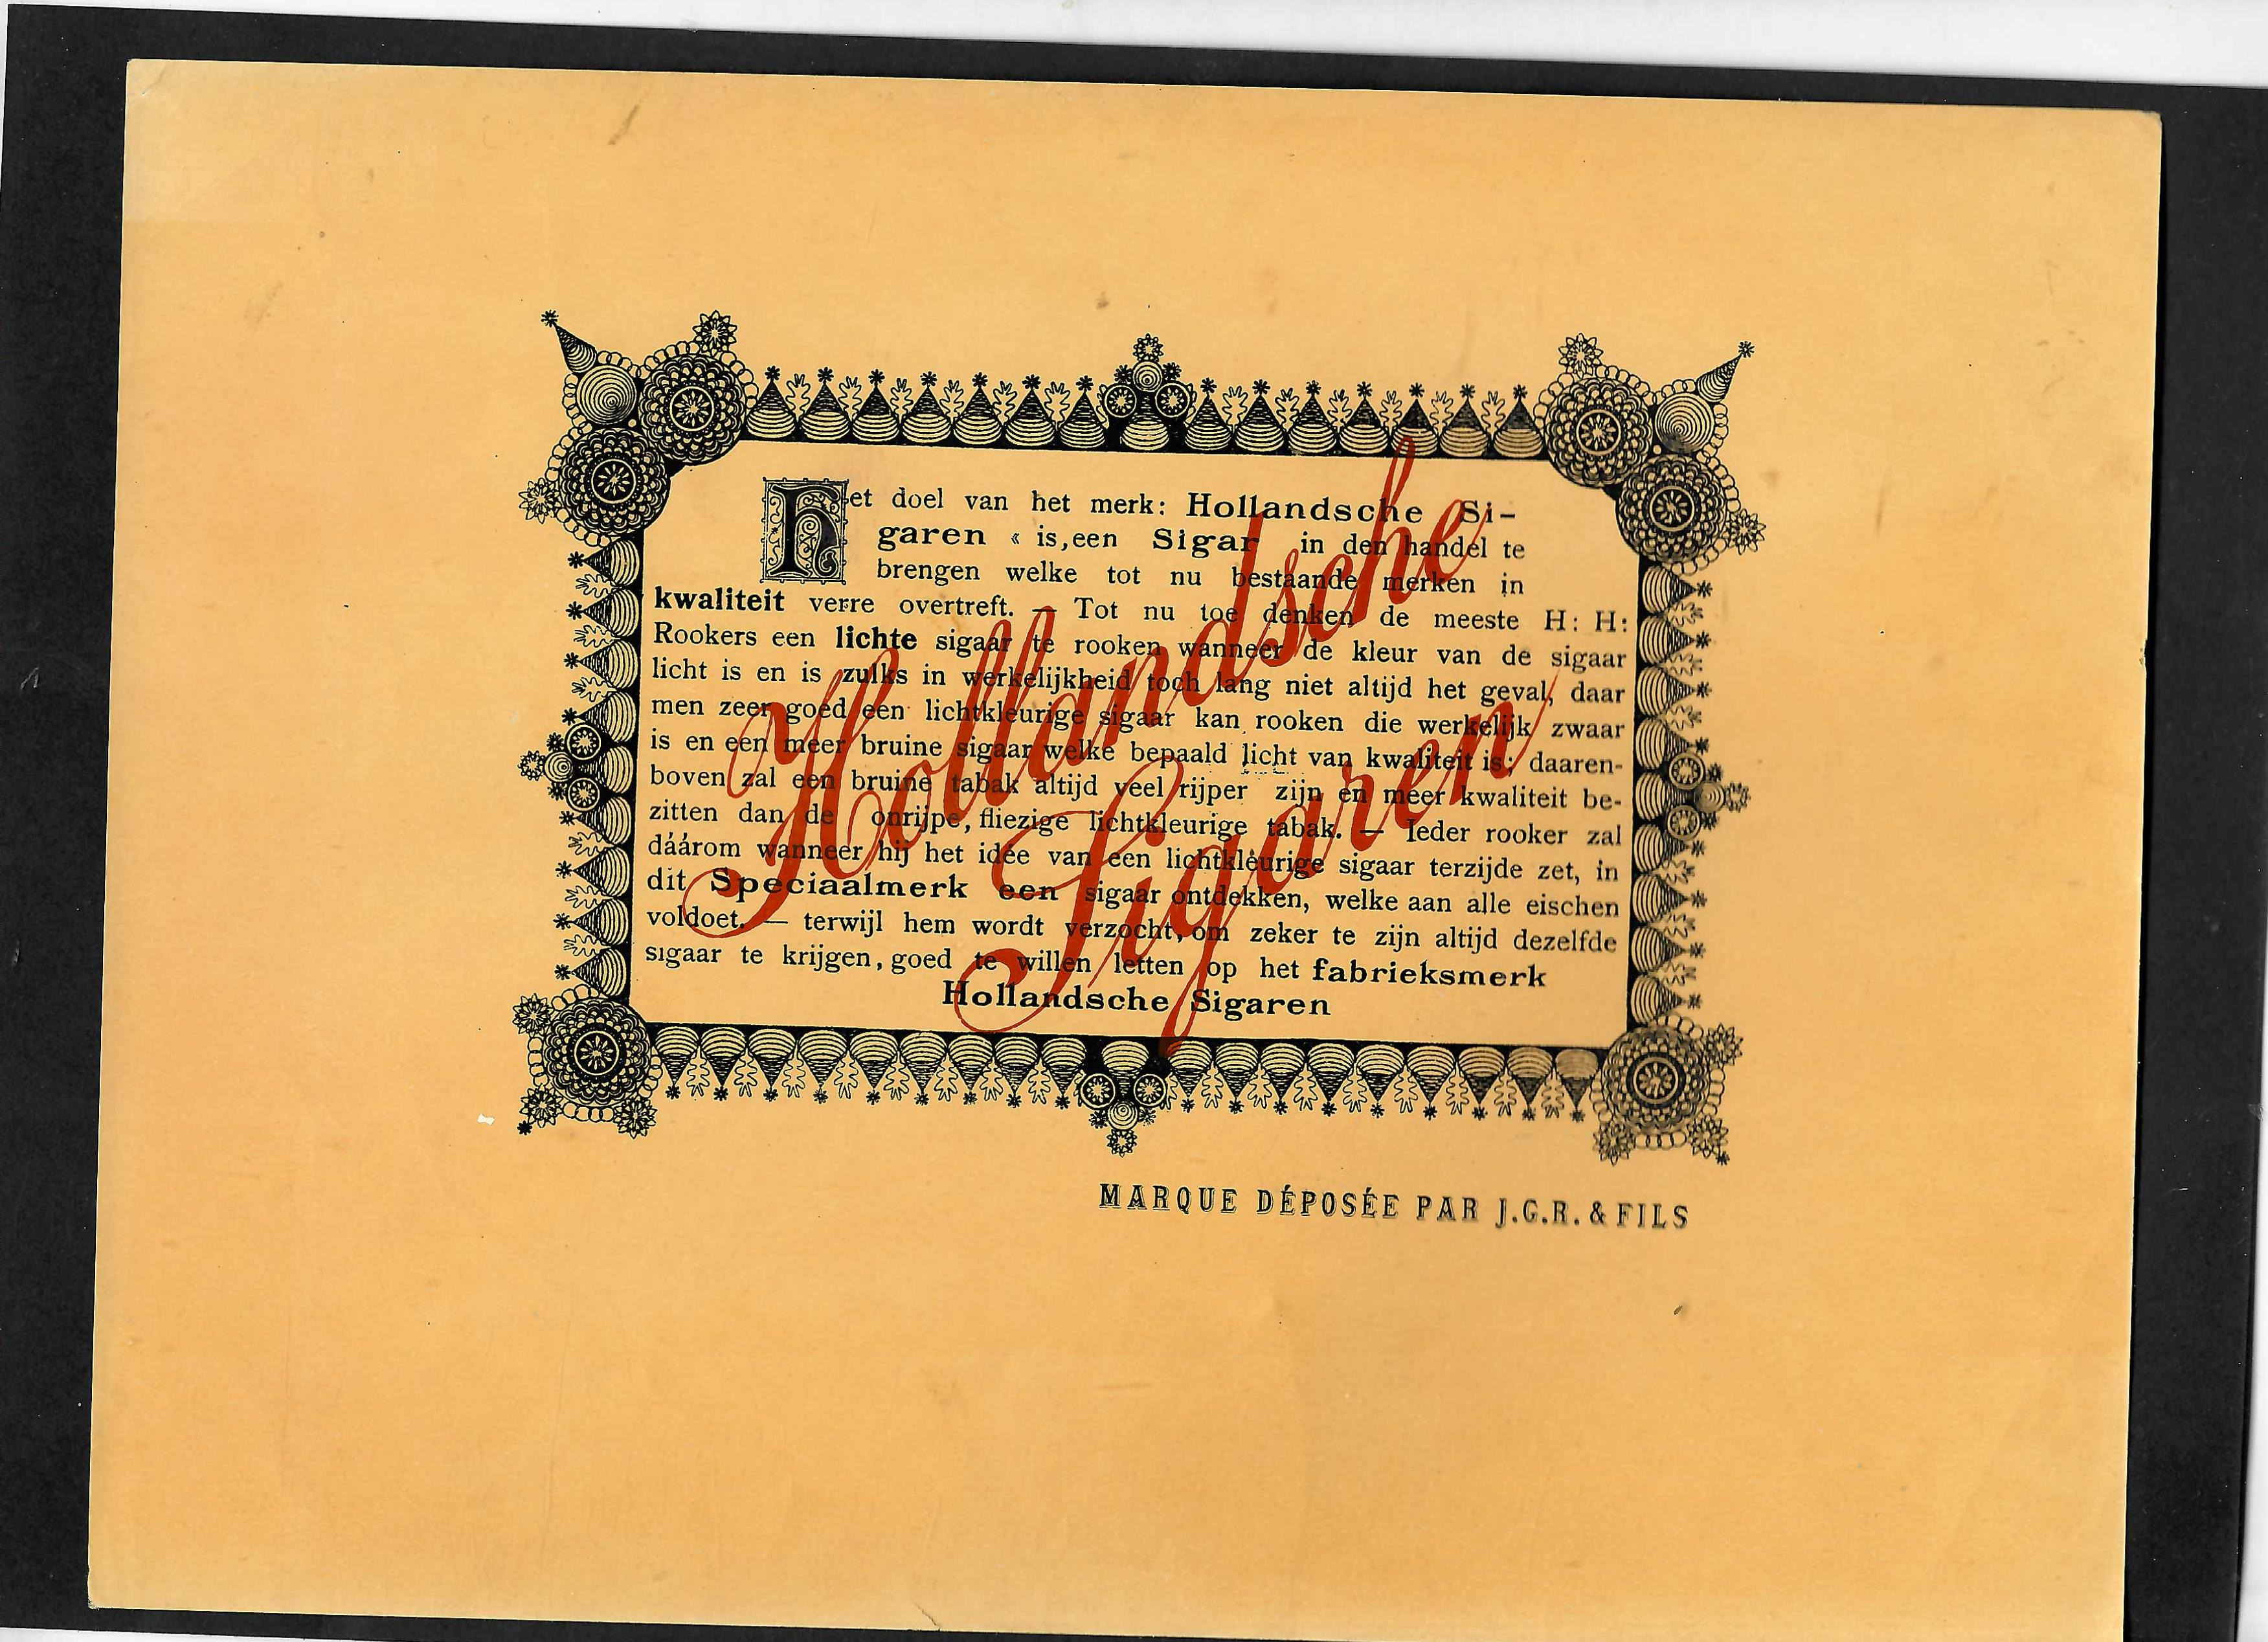 Het doel van het merk: Hollandsche Si-
garen « is, een Sigar in den handel te
brengen welke tot nu bestaande merken in
kwaliteit verre overtreft. — Tot nu toe denken de meeste H: H:
Rookers een lichte sigaar te rooken wanneer de kleur van de sigaar
licht is en is zulks in werkelijkheid toch lang niet altijd het geval, daar
men zeer goed een lichtkleurige sigaar kan rooken die werkelijk zwaar
is en een meer bruine sigaar welke bepaald licht van kwaliteit is; daaren-
boven zal een bruine tabak altijd veel rijper zijn en meer kwaliteit be-
zitten dan de onrijpe, fliezige lichtkleurige tabak. — Ieder rooker zal
dáárom wanneer hij het idée van een lichtkleurige sigaar terzijde zet, in
dit Speciaalmerk een sigaar ontdekken, welke aan alle eischen
voldoet. — terwijl hem wordt verzocht, om zeker te zijn altijd dezelfde
sigaar te krijgen, goed te willen letten op het fabrieksmerk
Hollandsche Sigaren
Hollandsche
Sigaren
MARQUE DÉPOSÉE PAR J.G.R. & FILS